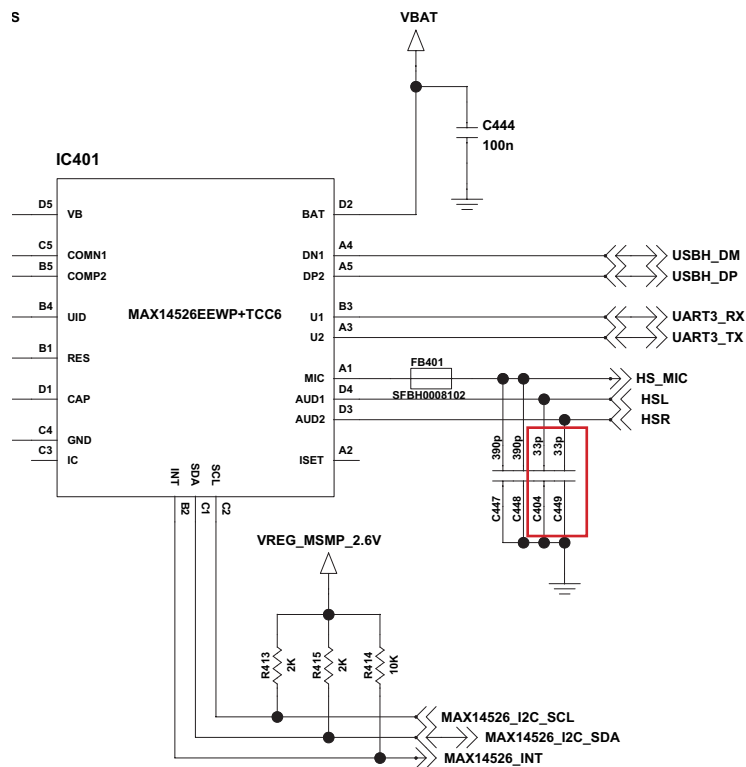 S
VBAT
C444
100n
IC401
D5
VB
BAT
D2
C5
COMN1
DN1
A4
USBH_DM
B5
COMP2
DP2
A5
USBH_DP
B4
UID
MAX14526EEWP+TCC6
U1
B3
UART3_RX
U2
A3
UART3_TX
B1
RES
MIC
A1
FB401
SFBH0008102
HS_MIC
D1
CAP
AUD1
D4
HSL
AUD2
D3
HSR
C4
GND
C3
IC
ISET
A2
390p
390p
33p
33p
C447
C448
C404
C449
INT
SDA
SCL
B2
C1
C2
VREG_MSMP_2.6V
R413
2K
R415
2K
R414
10K
MAX14526_I2C_SCL
MAX14526_I2C_SDA
MAX14526_INT